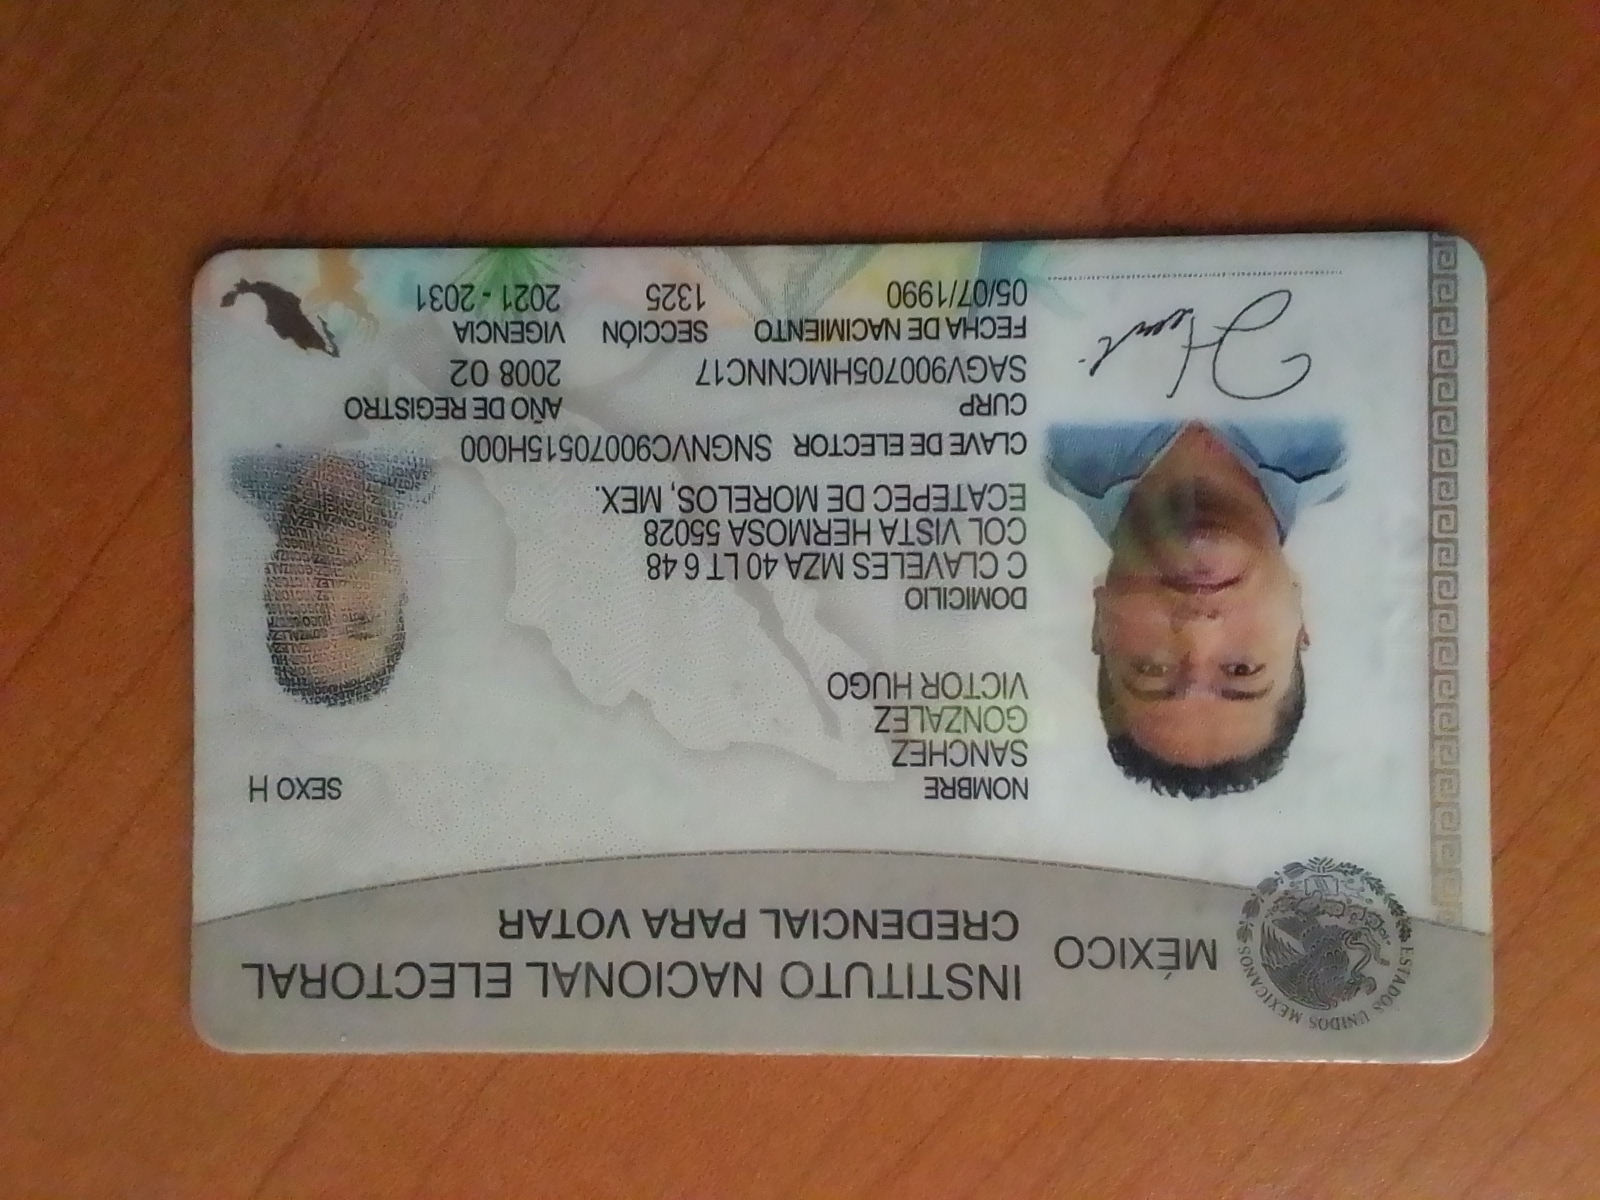 MÉXICO
INSTITUTO NACIONAL ELECTORAL
CREDENCIAL PARA VOTAR
ESTADOS UNIDOS MEXICANOS
NOMBRE
SANCHEZ
GONZALEZ
VICTOR HUGO
SEXO H
DOMICILIO
C CLAVELES MZA 40 LT 6 48
COL VISTA HERMOSA 55028
ECATEPEC DE MORELOS, MEX.
CLAVE DE ELECTOR SNGNVC90070515H000
CURP
SAGV900705HMCNNC17
AÑO DE REGISTRO
2008 02
FECHA DE NACIMIENTO
05/07/1990
SECCIÓN
1325
VIGENCIA
2021 - 2031